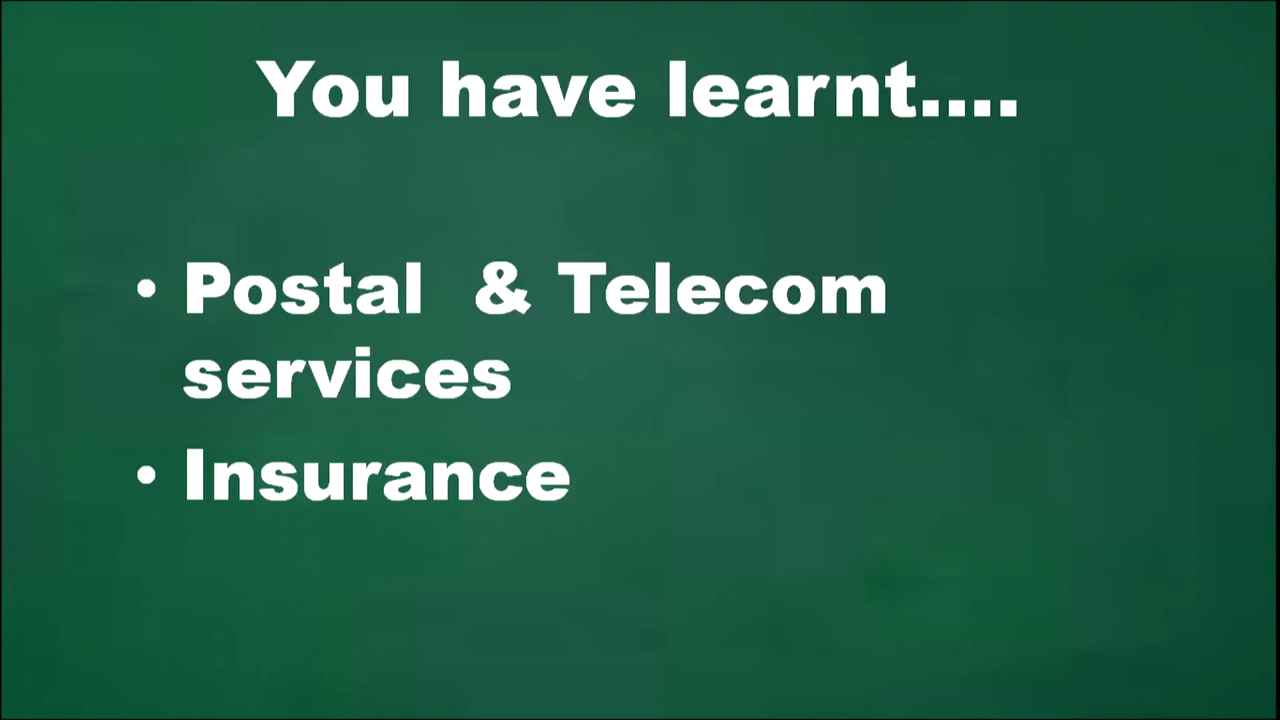 You have learnt....
• Postal & Telecom
services
• Insurance